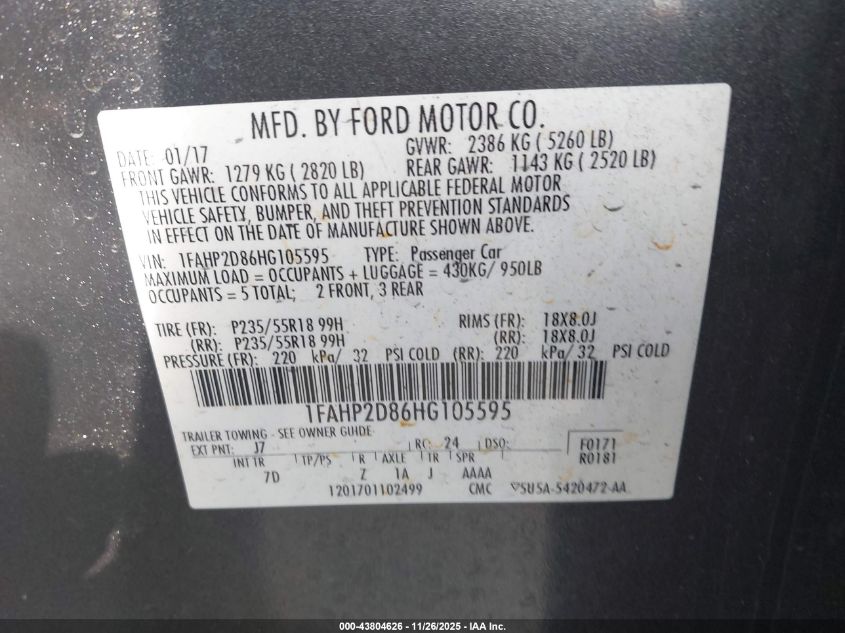 MFD. BY FORD MOTOR CO.
DATE: 01/17 GVWR: 2386 KG ( 5260 LB)
FRONT GAWR: 1279 KG ( 2820 LB) REAR GAWR: 1143 KG ( 2520 LB)
THIS VEHICLE CONFORMS TO ALL APPLICABLE FEDERAL MOTOR
VEHICLE SAFETY, BUMPER, AND THEFT PREVENTION STANDARDS
IN EFFECT ON THE DATE OF MANUFACTURE SHOWN ABOVE.
VIN: 1FAHP2D86HG105595 TYPE: Passenger Car
MAXIMUM LOAD = OCCUPANTS + LUGGAGE = 430KG/ 950LB
OCCUPANTS = 5 TOTAL; 2 FRONT, 3 REAR
TIRE (FR): P235/55R18 99H RIMS (FR): 18X8.0J
(RR): P235/55R18 99H (RR): 18X8.0J
PRESSURE (FR): 220 kPa/ 32 PSI COLD (RR): 220 kPa/ 32 PSI COLD
1FAHP2D86HG105595
TRAILER TOWING - SEE OWNER GUIDE
EXT PNT: J7 RC: 24 DSO: F0171
INT TR TP/PS R AXLE TR SPR R0181
7D Z 1A J AAAA
1201701102499 CMC ▽5U5A-5420472-AA
000-43804626 - 11/26/2025 - IAA Inc.